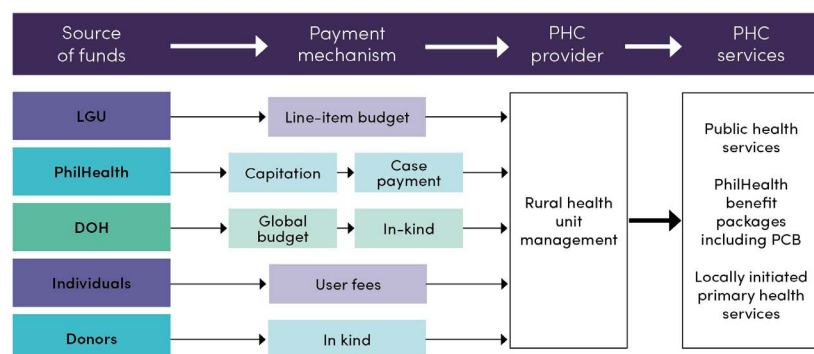 Source
of funds
Payment
mechanism
PHC
provider
PHC
services
LGU
Line-item budget
PhilHealth
Capitation
Case
payment
DOH
Global
budget
In-kind
Individuals
User fees
Donors
In kind
Rural health
unit
management
Public health
services
PhilHealth
benefit
packages
including PCB
Locally initiated
primary health
services